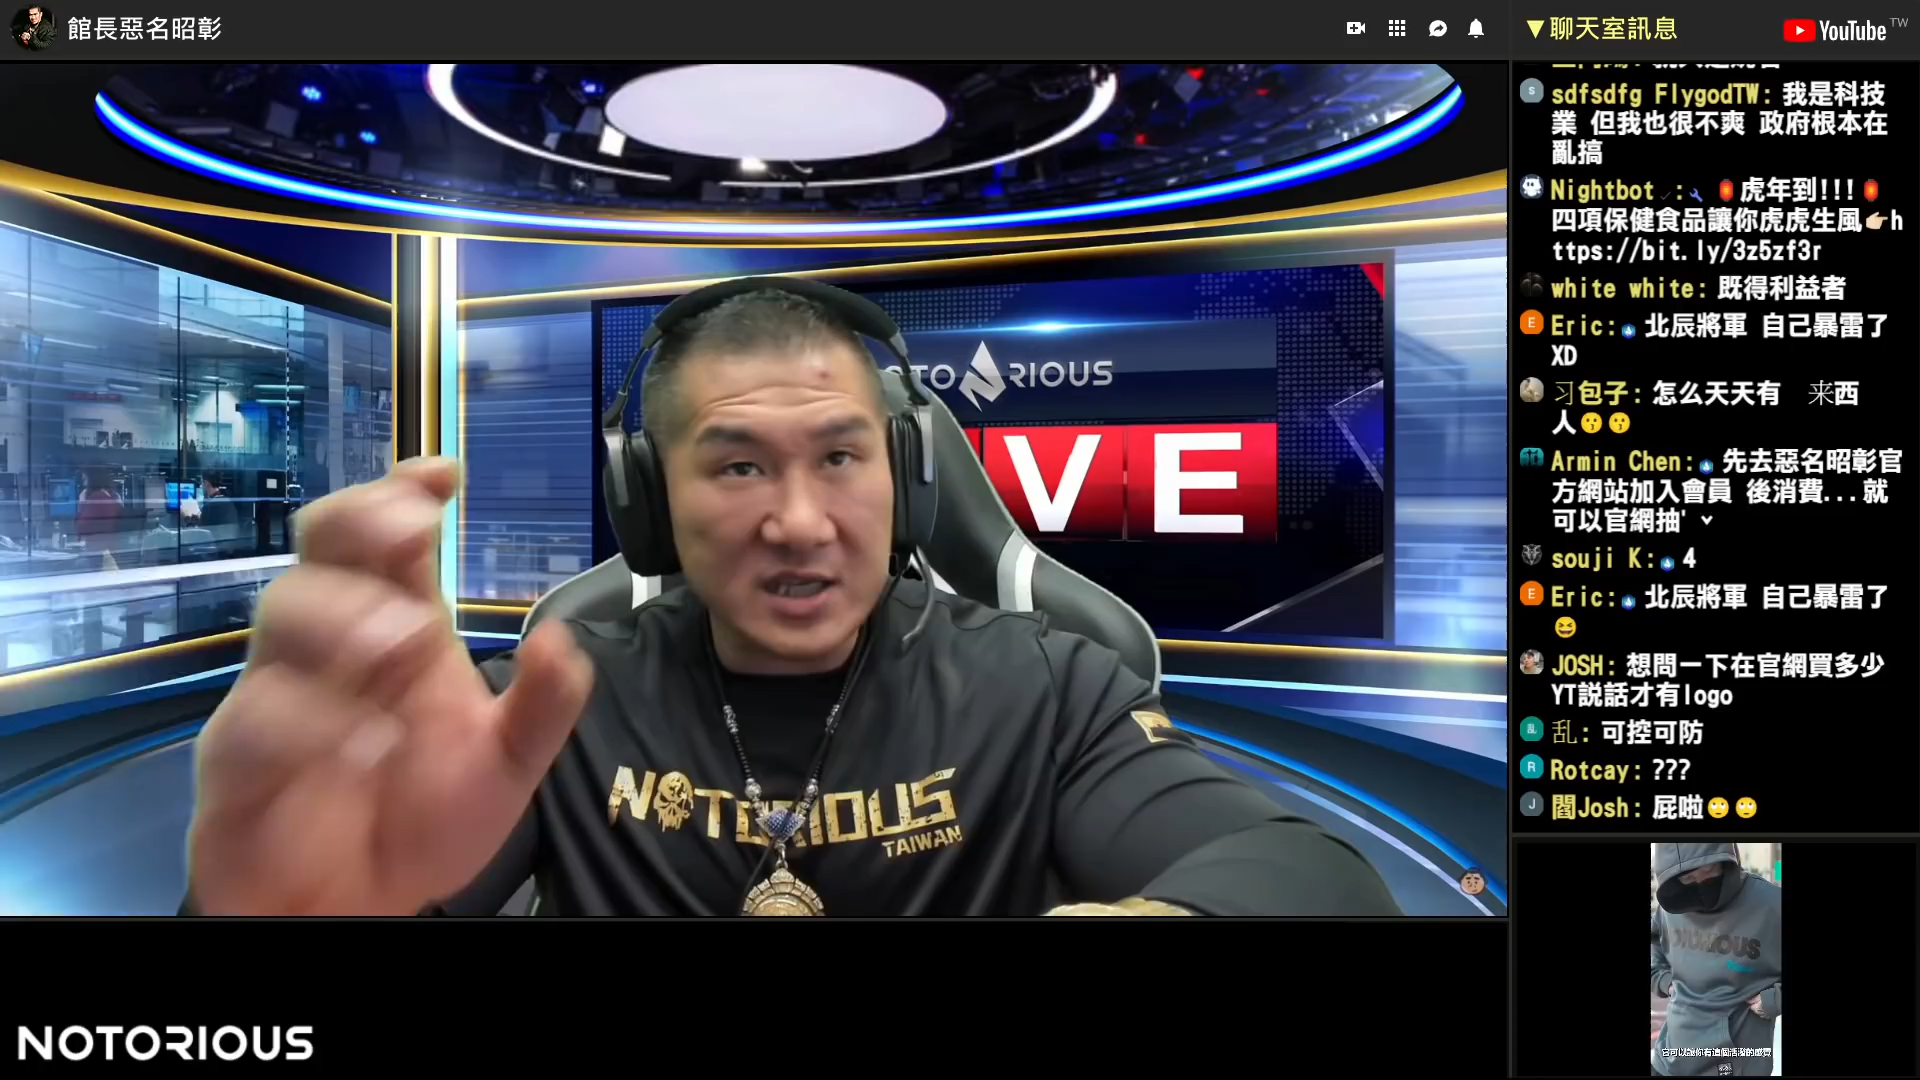 館長惡名昭彰
▼聊天室訊息
YouTube TW
sdfsdfg FlygodTW: 我是科技
業 但我也很不爽 政府根本在
亂搞
Nightbot: 虎年到!!!
四項保健食品讓你虎虎生風👉h
ttps://bit.ly/3z5zf3r
white white: 既得利益者
Eric: 北辰將軍 自己暴雷了
XD
习包子: 怎么天天有 来西
人😗😗
Armin Chen: 先去惡名昭彰官
方網站加入會員 後消費...就
可以官網抽' ˇ
souji K: 4
Eric: 北辰將軍 自己暴雷了
😆
JOSH: 想問一下在官網買多少
YT説話才有logo
乱: 可控可防
Rotcay: ???
閻Josh: 屁啦🙄🙄
OTO RIOUS
VE
NOTORIOUS
TAIWAN
NOTORIOUS
NOTORIOUS